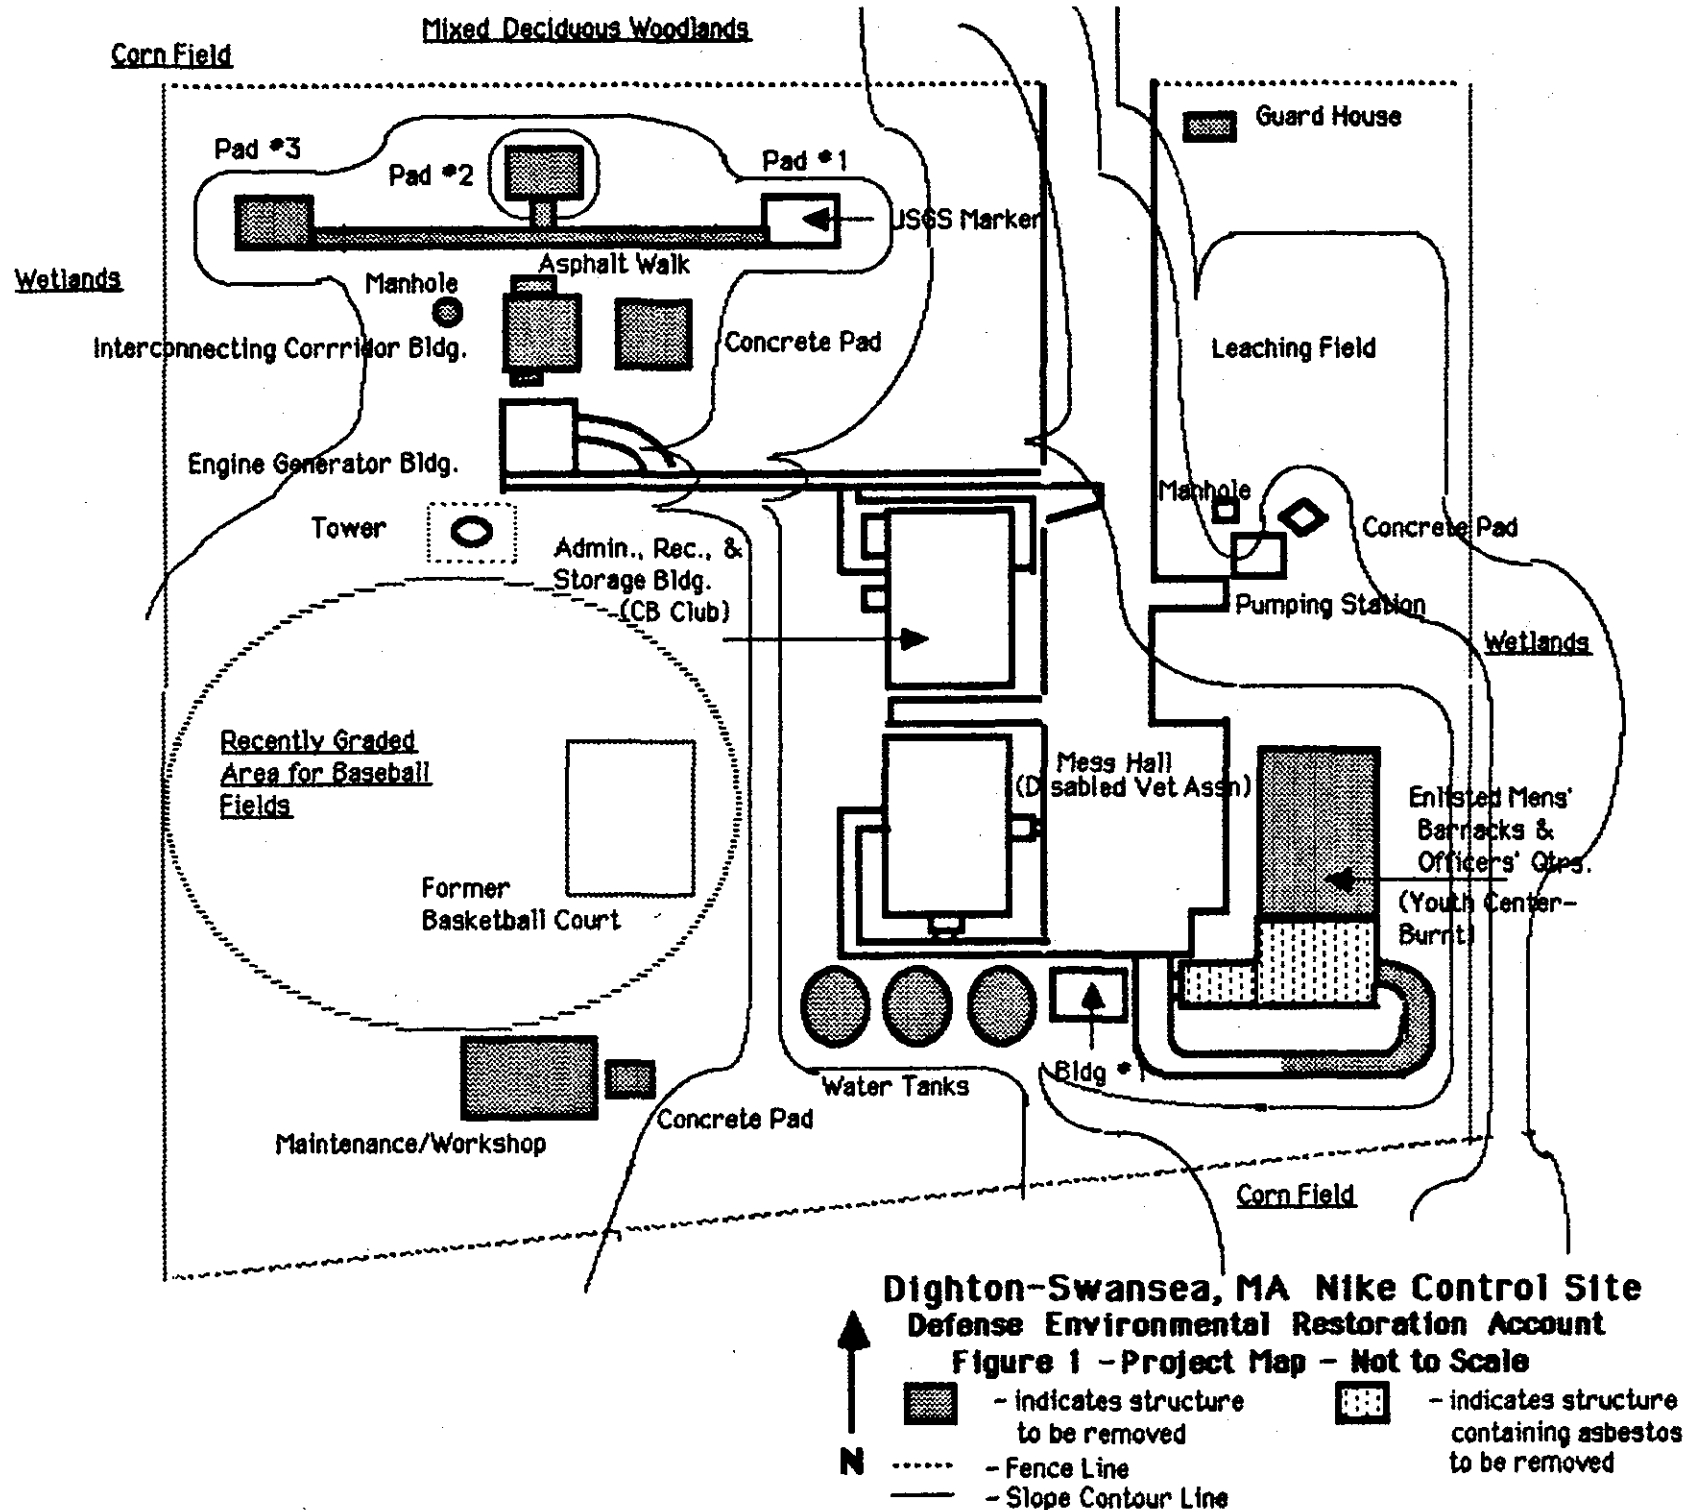 Mixed Deciduous Woodlands
Corn Field
Guard House
Pad #3
Pad #2
Pad #1
USGS Marker
Asphalt Walk
Wetlands
Manhole
Interconnecting Corrridor Bldg.
Concrete Pad
Leaching Field
Engine Generator Bldg.
Manhole
Tower
Concrete Pad
Admin., Rec., &
Storage Bldg.
(CB Club)
Pumping Station
Wetlands
Recently Graded
Area for Baseball
Fields
Mess Hall
(Disabled Vet Assn)
Enlisted Mens'
Barracks &
Officers' Qtrs.
(Youth Center-
Burnt)
Former
Basketball Court
Water Tanks
Bldg #1
Concrete Pad
Maintenance/Workshop
Corn Field
Dighton-Swansea, MA Nike Control Site
Defense Environmental Restoration Account
Figure 1 - Project Map - Not to Scale
- indicates structure
to be removed
- indicates structure
containing asbestos
to be removed
N
- Fence Line
- Slope Contour Line